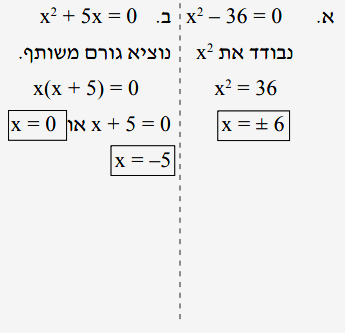 א. x² – 36 = 0
נבודד את x²
x² = 36
x = ± 6
ב. x² + 5x = 0
נוציא גורם משותף.
x(x + 5) = 0
x + 5 = 0 או x = 0
x = –5